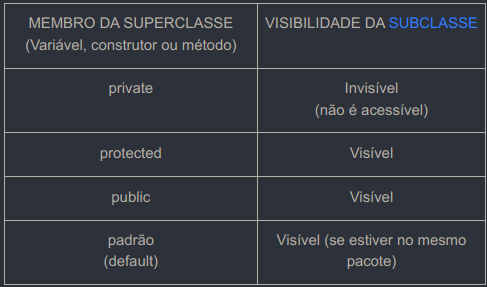 MEMBRO DA SUPERCLASSE
(Variável, construtor ou método)
VISIBILIDADE DA SUBCLASSE
private
Invisível
(não é acessível)
protected
Visível
public
Visível
padrão
(default)
Visível (se estiver no mesmo
pacote)